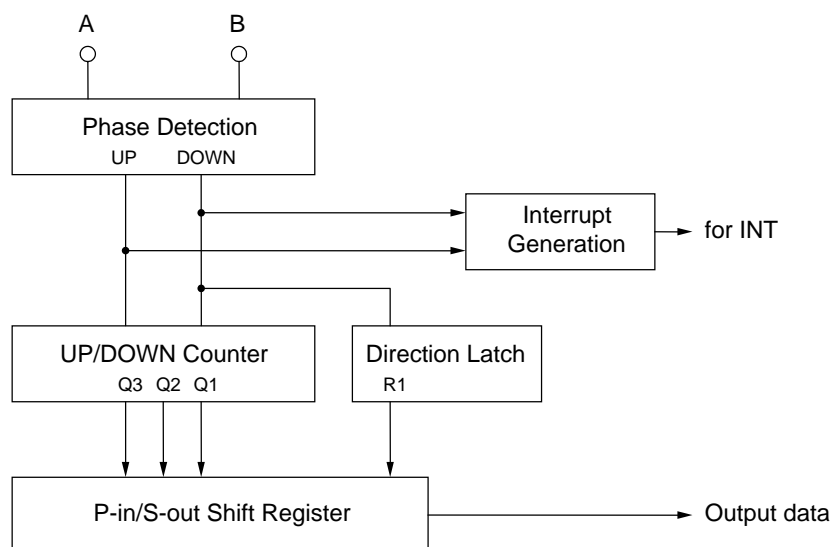 A B
Phase Detection
UP DOWN
Interrupt
Generation
for INT
UP/DOWN Counter
Q3 Q2 Q1
Direction Latch
R1
P-in/S-out Shift Register
Output data